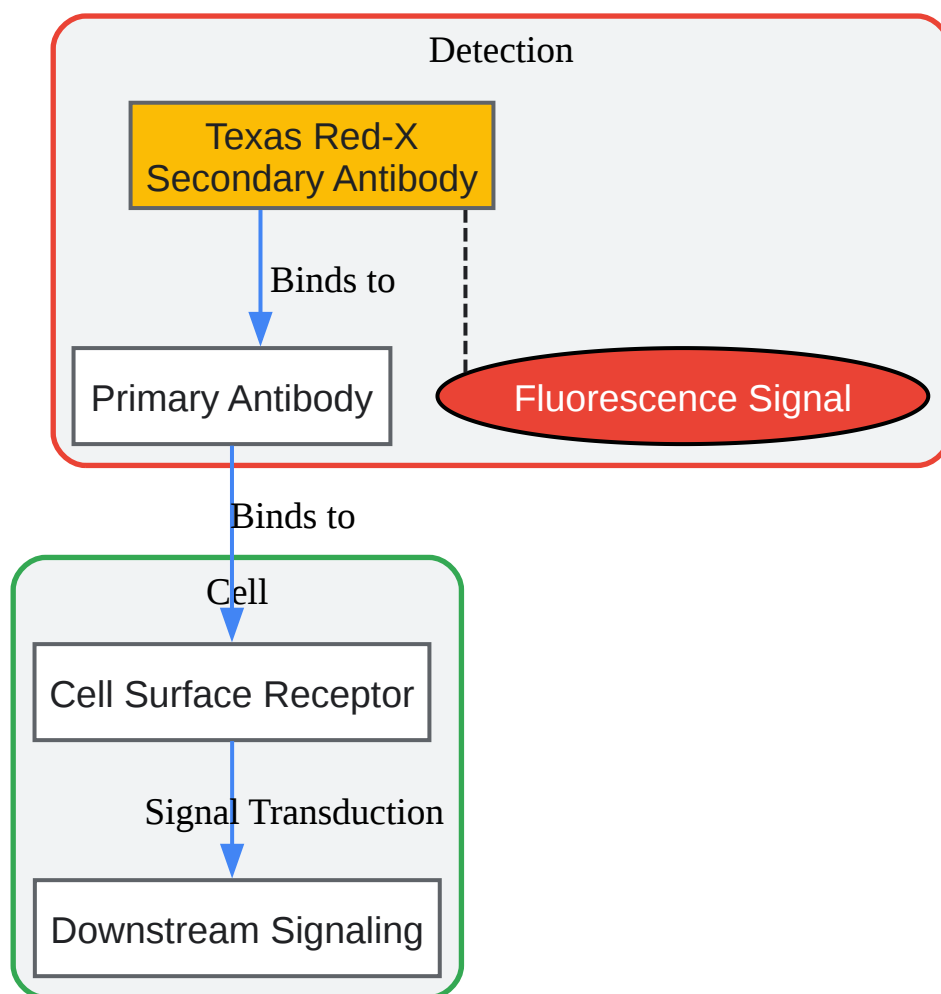 Detection
Texas Red-X
Secondary Antibody
Binds to
Primary Antibody
Fluorescence Signal
Binds to
Cell
Cell Surface Receptor
Signal Transduction
Downstream Signaling